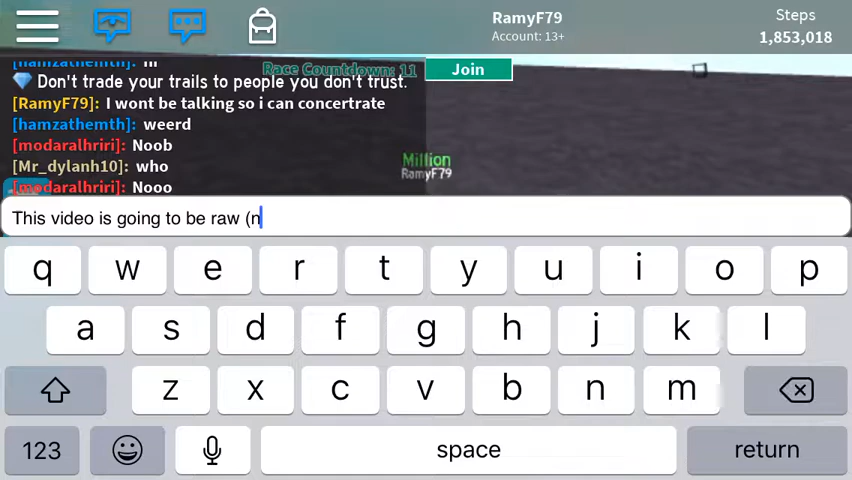 RamyF79
Account: 13+
Steps
1,853,018
[hamzathemth]: hi
Race Countdown: 11
Join
Don't trade your trails to people you don't trust.
[RamyF79]: I wont be talking so i can concertrate
[hamzathemth]: weerd
[modaralhriri]: Noob
[Mr_dylanh10]: who
[modaralhriri]: Nooo
Million
RamyF79
This video is going to be raw (n
q w e r t y u i o p
a s d f g h j k l
z x c v b n m
123 space return